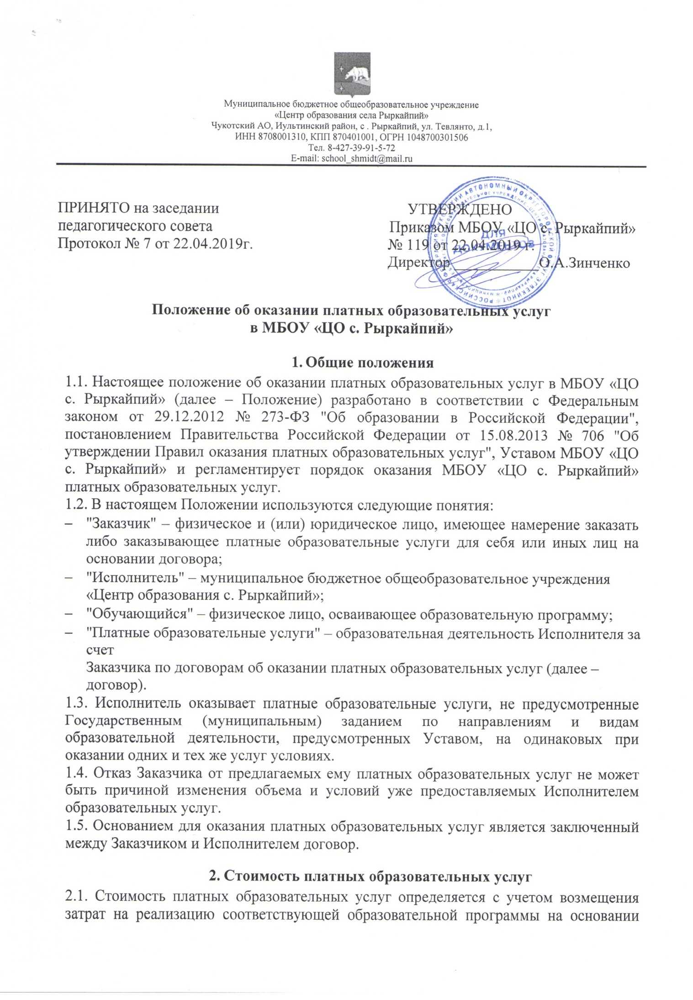 Муниципальное бюджетное общеобразовательное учреждение
«Центр образования села Рыркайпий»
Чукотский АО, Иультинский район, с . Рыркайпий, ул. Тевлянто, д.1,
ИНН 8708001310, КПП 870401001, ОГРН 1048700301506
Тел. 8-427-39-91-5-72
E-mail: school_shmidt@mail.ru
ПРИНЯТО на заседании
педагогического совета
Протокол № 7 от 22.04.2019г.
УТВЕРЖДЕНО
Приказом МБОУ «ЦО с. Рыркайпий»
№ 119 от 22.04.2019 г.
Директор ___________О.А.Зинченко
ДЛЯ
ДОКУМЕНТОВ
Положение об оказании платных образовательных услуг
в МБОУ «ЦО с. Рыркайпий»
1. Общие положения
1.1. Настоящее положение об оказании платных образовательных услуг в МБОУ «ЦО
с. Рыркайпий» (далее – Положение) разработано в соответствии с Федеральным
законом от 29.12.2012 № 273-ФЗ "Об образовании в Российской Федерации",
постановлением Правительства Российской Федерации от 15.08.2013 № 706 "Об
утверждении Правил оказания платных образовательных услуг", Уставом МБОУ «ЦО
с. Рыркайпий» и регламентирует порядок оказания МБОУ «ЦО с. Рыркайпий»
платных образовательных услуг.
1.2. В настоящем Положении используются следующие понятия:
– "Заказчик" – физическое и (или) юридическое лицо, имеющее намерение заказать
либо заказывающее платные образовательные услуги для себя или иных лиц на
основании договора;
– "Исполнитель" – муниципальное бюджетное общеобразовательное учреждения
«Центр образования с. Рыркайпий»;
– "Обучающийся" – физическое лицо, осваивающее образовательную программу;
– "Платные образовательные услуги" – образовательная деятельность Исполнителя за
счет
Заказчика по договорам об оказании платных образовательных услуг (далее –
договор).
1.3. Исполнитель оказывает платные образовательные услуги, не предусмотренные
Государственным (муниципальным) заданием по направлениям и видам
образовательной деятельности, предусмотренных Уставом, на одинаковых при
оказании одних и тех же услуг условиях.
1.4. Отказ Заказчика от предлагаемых ему платных образовательных услуг не может
быть причиной изменения объема и условий уже предоставляемых Исполнителем
образовательных услуг.
1.5. Основанием для оказания платных образовательных услуг является заключенный
между Заказчиком и Исполнителем договор.
2. Стоимость платных образовательных услуг
2.1. Стоимость платных образовательных услуг определяется с учетом возмещения
затрат на реализацию соответствующей образовательной программы на основании